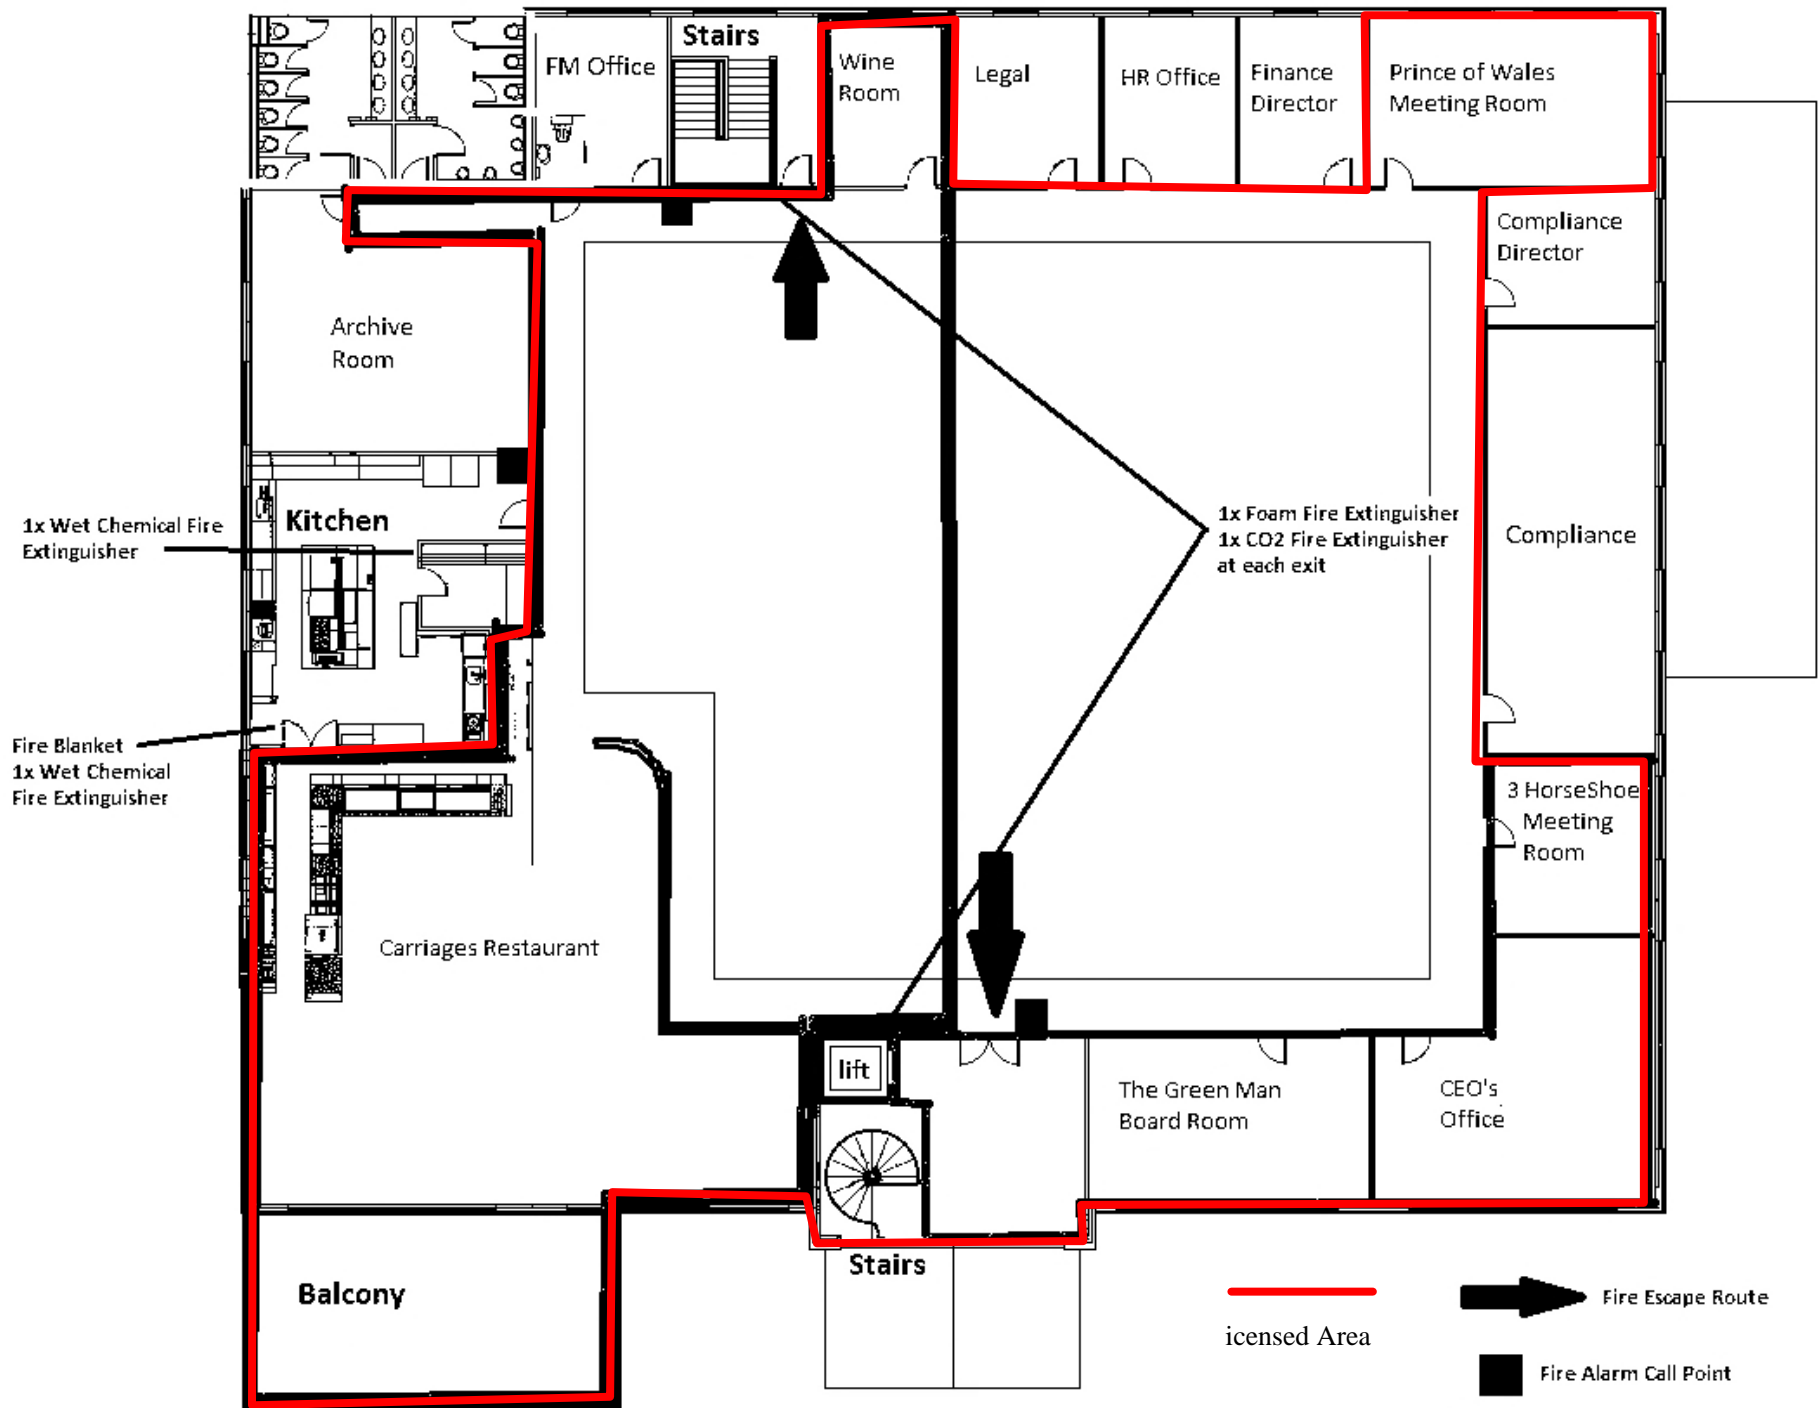 Stairs
FM Office
Wine
Room
Legal
HR Office
Finance
Director
Prince of Wales
Meeting Room
Compliance
Director
Archive
Room
1x Wet Chemical Fire
Extinguisher
Kitchen
1x Foam Fire Extinguisher
1x CO2 Fire Extinguisher
at each exit
Compliance
Fire Blanket
1x Wet Chemical
Fire Extinguisher
3 HorseShoe
Meeting
Room
Carriages Restaurant
lift
The Green Man
Board Room
CEO's
Office
Stairs
Balcony
Fire Escape Route
icensed Area
Fire Alarm Call Point